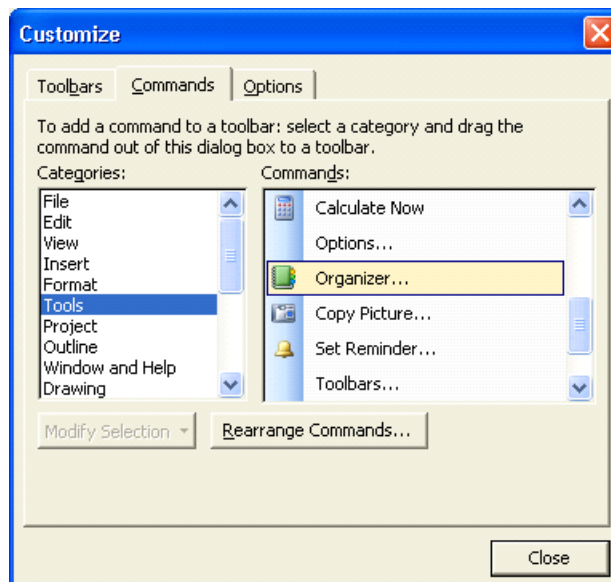 Customize
Toolbars Commands Options
To add a command to a toolbar: select a category and drag the
command out of this dialog box to a toolbar.
Categories:
File
Edit
View
Insert
Format
Tools
Project
Outline
Window and Help
Drawing
Commands:
Calculate Now
Options...
Organizer...
Copy Picture...
Set Reminder...
Toolbars...
Modify Selection
Rearrange Commands...
Close